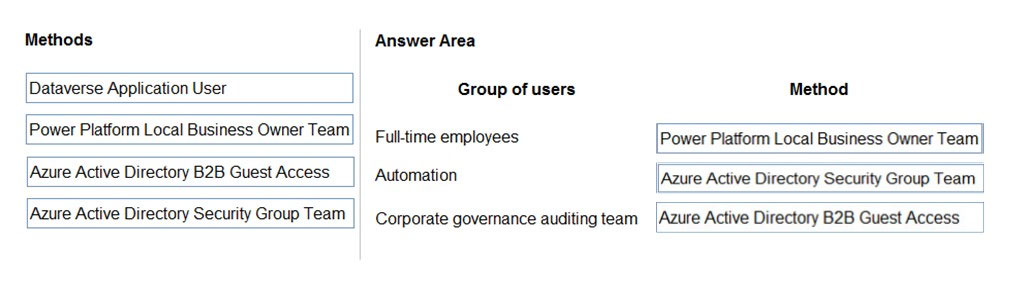 Methods
Dataverse Application User
Power Platform Local Business Owner Team
Azure Active Directory B2B Guest Access
Azure Active Directory Security Group Team
Answer Area
Group of users Method
Full-time employees Power Platform Local Business Owner Team
Automation Azure Active Directory Security Group Team
Corporate governance auditing team Azure Active Directory B2B Guest Access